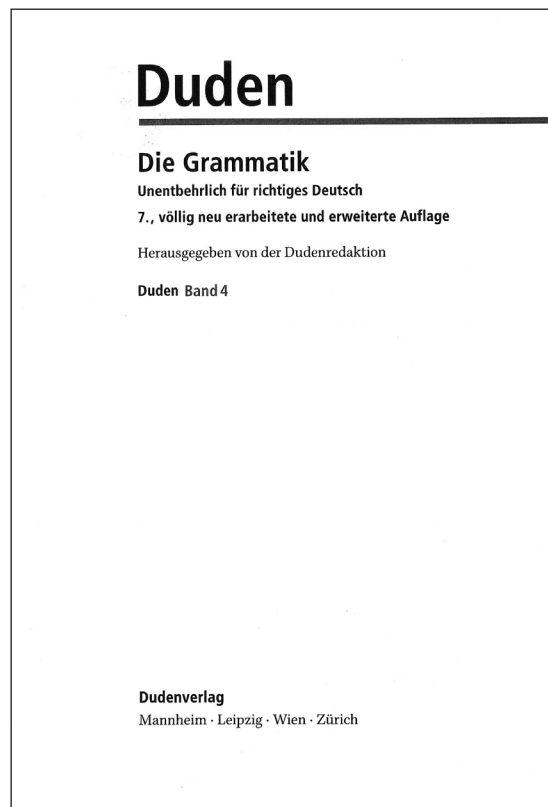 Duden
Die Grammatik
Unentbehrlich für richtiges Deutsch
7., völlig neu erarbeitete und erweiterte Auflage
Herausgegeben von der Dudenredaktion
Duden Band 4
Dudenverlag
Mannheim · Leipzig · Wien · Zürich